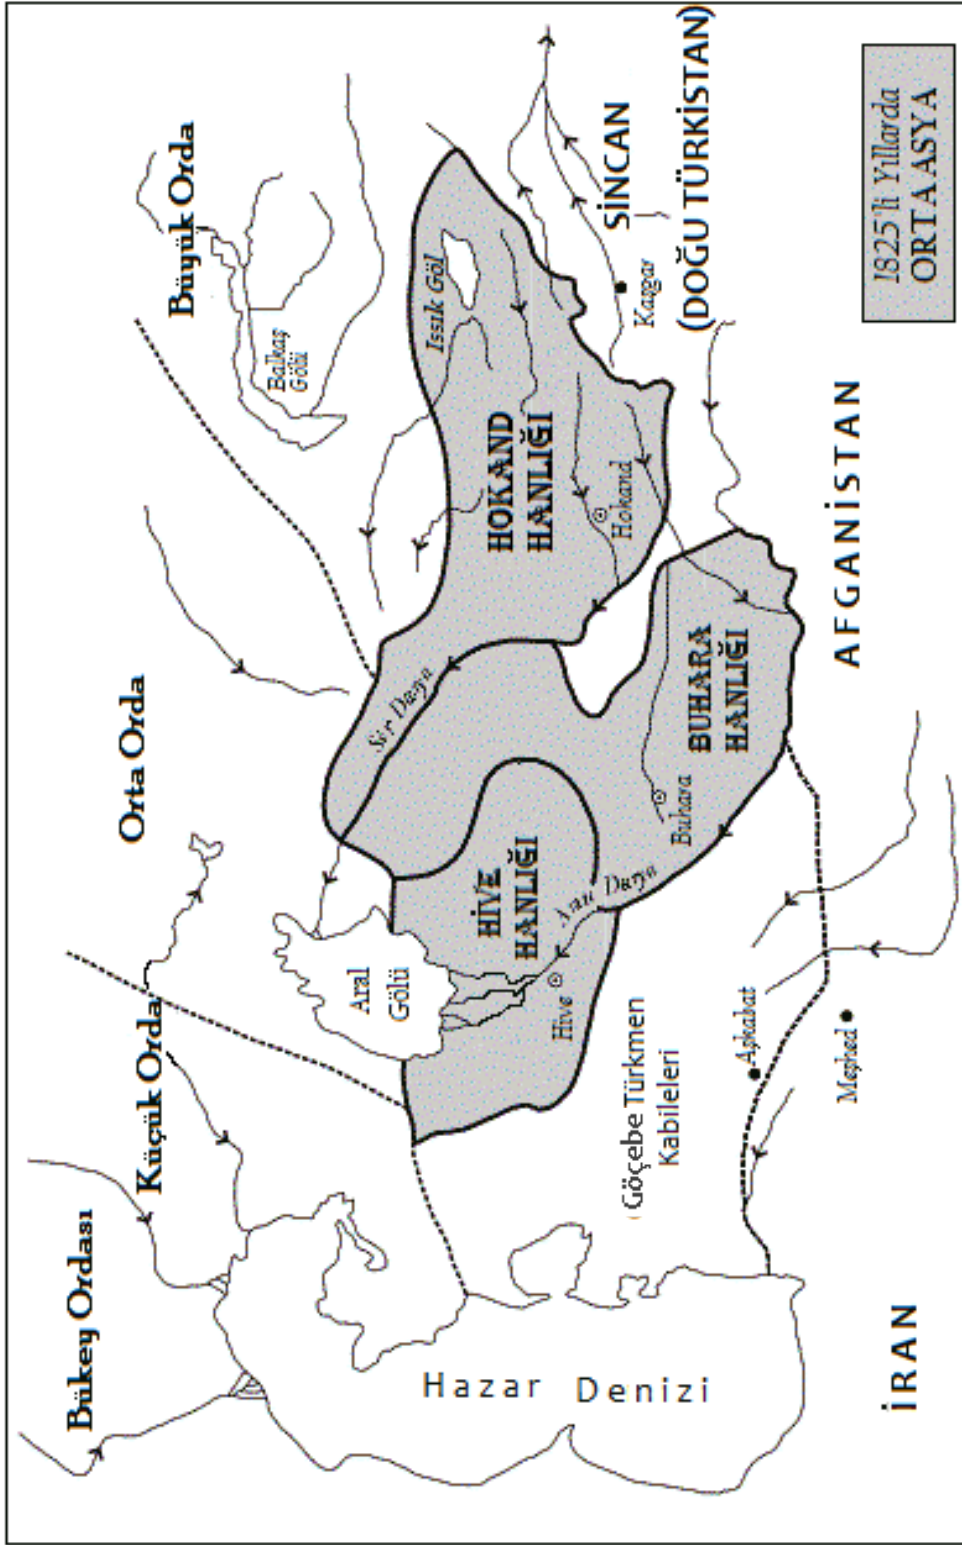 Bükey Ordası
Küçük Orda
Orta Orda
Büyük Orda
Balkaş
Gölü
Issık Göl
Aral
Gölü
Sir Darya
HOKAND
HANLIĞI
Hokand
HİVE
HANLIĞI
Hive
Amu Darya
BUHARA
HANLIĞI
Buhara
Kaşgar
SİNCAN
(DOĞU TÜRKİSTAN)
Hazar Denizi
(Göçebe Türkmen
Kabileleri
Aşkabat
Meşhed
İRAN
AFGANİSTAN
1825'li Yıllarda
ORTA ASYA